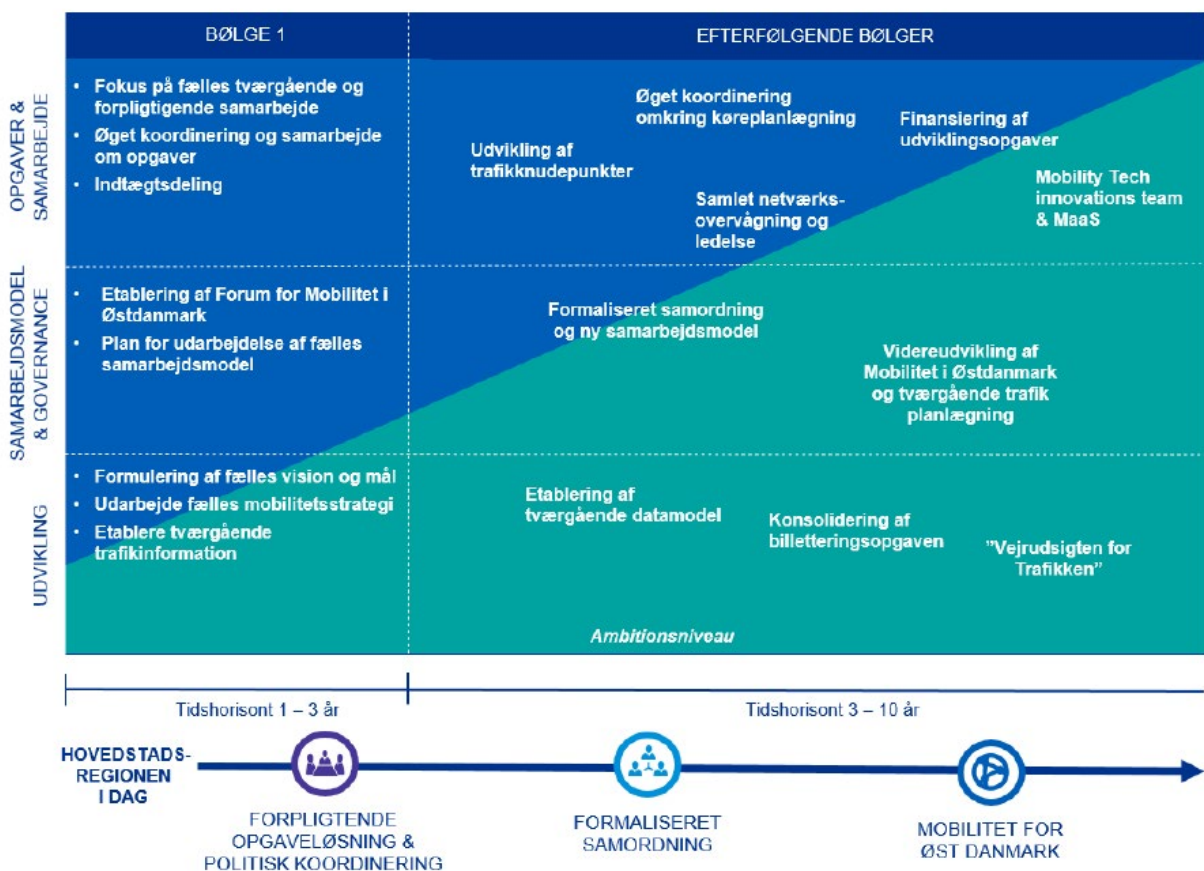 BØLGE 1
EFTERFØLGENDE BØLGER
OPGAVER &
SAMARBEJDE
• Fokus på fælles tværgående og
forpligtigende samarbejde
• Øget koordinering og samarbejde
om opgaver
• Indtægtsdeling
Udvikling af
trafikknudepunkter
Øget koordinering
omkring køreplanlægning
Samlet netværks-
overvågning og
ledelse
Finansiering af
udviklingsopgaver
Mobility Tech
innovations team
& MaaS
SAMARBEJDSMODEL
& GOVERNANCE
• Etablering af Forum for Mobilitet i
Østdanmark
• Plan for udarbejdelse af fælles
samarbejdsmodel
Formaliseret samordning
og ny samarbejdsmodel
Videreudvikling af
Mobilitet i Østdanmark
og tværgående trafik
planlægning
UDVIKLING
• Formulering af fælles vision og mål
• Udarbejde fælles mobilitetsstrategi
• Etablere tværgående
trafikinformation
Etablering af
tværgående datamodel
Konsolidering af
billetteringsopgaven
”Vejrudsigten for
Trafikken”
Ambitionsniveau
Tidshorisont 1 – 3 år
Tidshorisont 3 – 10 år
HOVEDSTADS-
REGIONEN
I DAG
FORPLIGTENDE
OPGAVELØSNING &
POLITISK KOORDINERING
FORMALISERET
SAMORDNING
MOBILITET FOR
ØST DANMARK